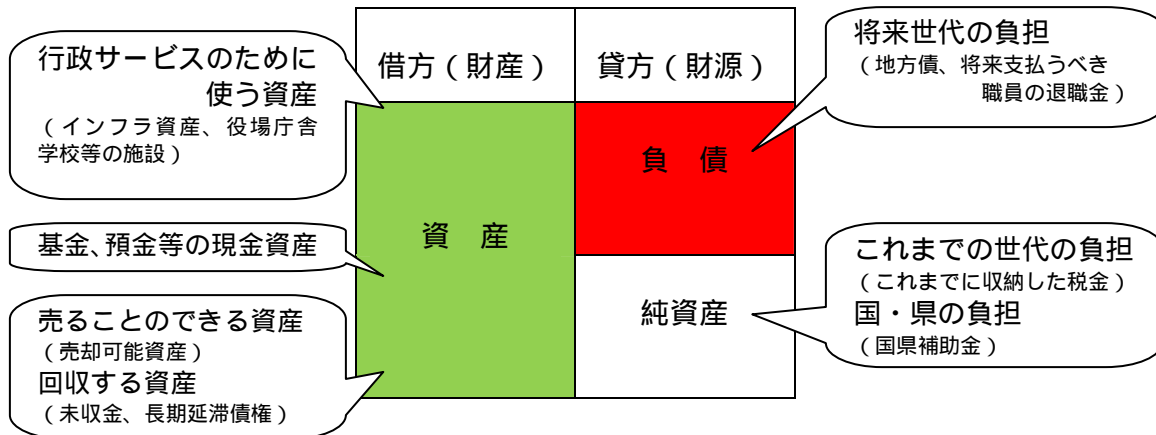 行政サービスのために
使う資産
（インフラ資産、役場庁舎
学校等の施設）
基金、預金等の現金資産
売ることのできる資産
（売却可能資産）
回収する資産
（未収金、長期延滞債権）
借方（財産）
貸方（財源）
資　産
負　債
純資産
将来世代の負担
（地方債、将来支払うべき
職員の退職金）
これまでの世代の負担
（これまでに収納した税金）
国・県の負担
（国県補助金）